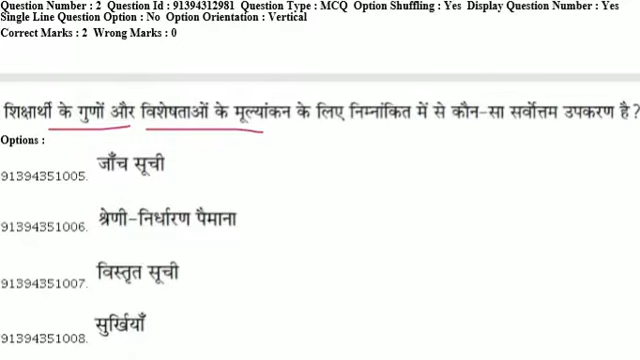 Question Number : 2 Question Id : 91394312981 Question Type : MCQ Option Shuffling : Yes Display Question Number : Yes
Single Line Question Option : No Option Orientation : Vertical
Correct Marks : 2 Wrong Marks : 0
शिक्षार्थी के गुणों और विशेषताओं के मूल्यांकन के लिए निम्नांकित में से कौन-सा सर्वोत्तम उपकरण है?
Options :
91394351005. जाँच सूची
91394351006. श्रेणी-निर्धारण पैमाना
91394351007. विस्तृत सूची
91394351008. सुर्खियाँ